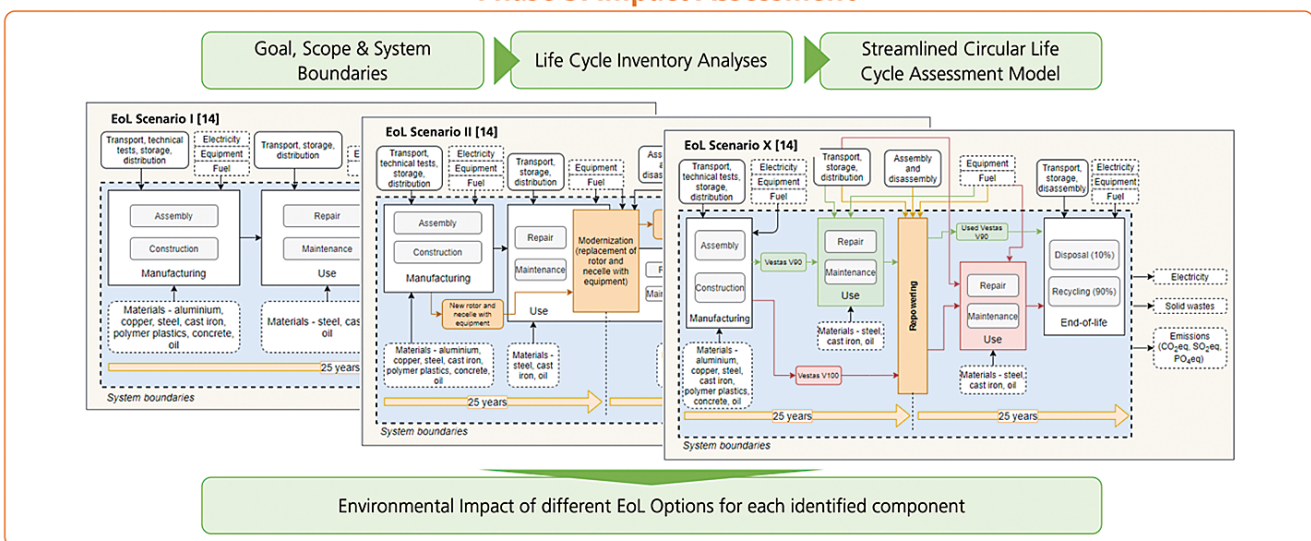 Goal, Scope & System
Boundaries
Life Cycle Inventory Analyses
Streamlined Circular Life
Cycle Assessment Model
EoL Scenario I [14]
Transport, technical
tests, storage,
distribution
Electricity
Equipment
Fuel
Transport, storage,
distribution
Assembly
Construction
Manufacturing
Repair
Maintenance
Use
Materials - aluminium,
copper, steel, cast iron,
polymer plastics, concrete,
oil
Materials - steel, cas
iron, oil
25 years
System boundaries
EoL Scenario II [14]
Transport,
technical tests,
storage,
distribution
Electricity
Equipment
Fuel
Transport,
storage,
distribution
Equipment
Fuel
Assembly
Construction
Manufacturing
Repair
Maintenance
Use
Modernization
(replacement of
rotor and
necelle with
equipment)
New rotor and
necelle with
equipment
Materials - aluminium,
copper, steel, cast iron,
polymer plastics, concrete,
oil
Materials - steel,
cast iron, oil
25 years
System boundaries
EoL Scenario X [14]
Transport,
technical tests,
storage,
distribution
Electricity
Equipment
Fuel
Transport,
storage,
distribution
Assembly
and
disassembly
Equipment
Fuel
Transport,
storage,
disassembly
Electricity
Equipment
Fuel
Assembly
Construction
Manufacturing
Vestas V90
Repair
Maintenance
Use
Materials - steel,
cast iron, oil
Repowering
Used Vestas
V90
Repair
Maintenance
Use
Materials - steel,
cast iron, oil
Disposal (10%)
Recycling (90%)
End-of-life
Electricity
Solid wastes
Emissions
(CO2eq, SO2eq,
PO4eq)
Materials -
aluminium,
copper, steel,
cast iron,
polymer plastics,
concrete, oil
Vestas V100
25 years
25 years
System boundaries
Environmental Impact of different EoL Options for each identified component